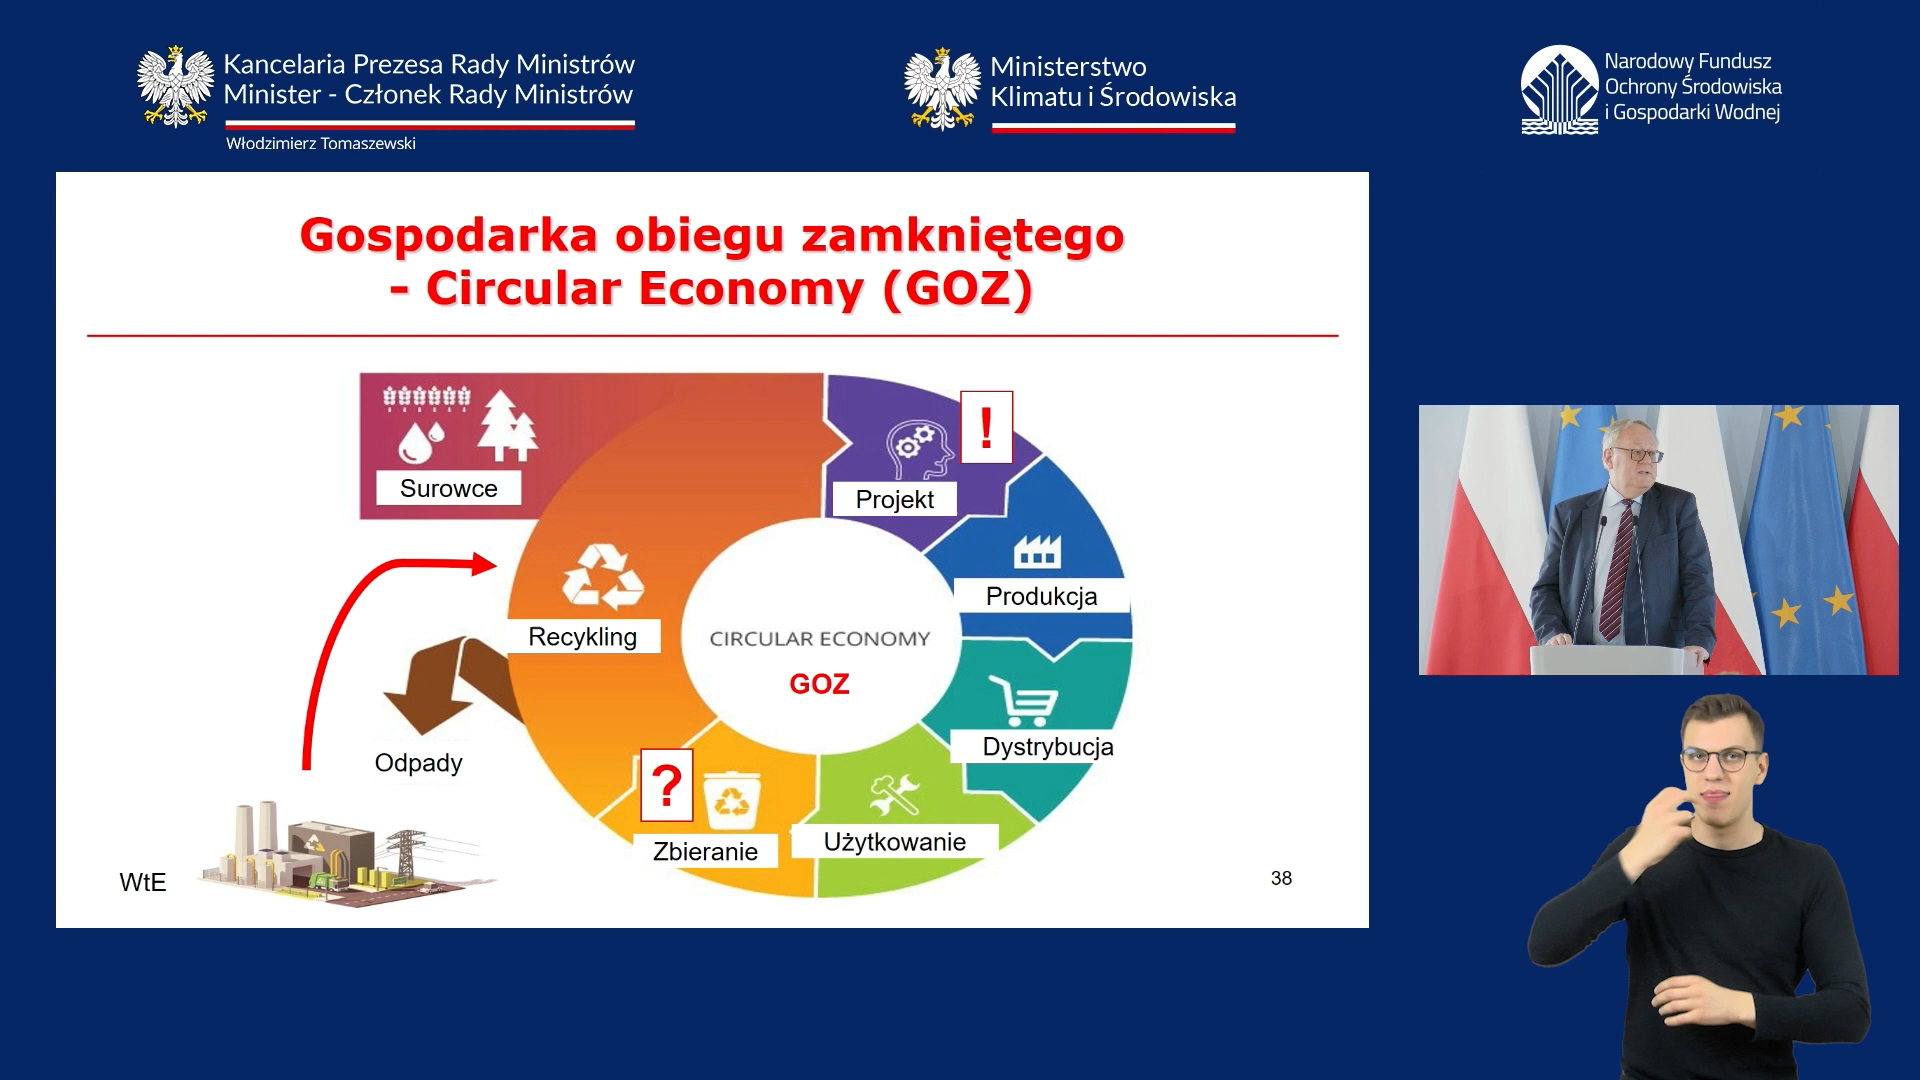 Kancelaria Prezesa Rady Ministrów
Minister - Członek Rady Ministrów
Włodzimierz Tomaszewski
Ministerstwo
Klimatu i Środowiska
Narodowy Fundusz
Ochrony Środowiska
i Gospodarki Wodnej
Gospodarka obiegu zamkniętego
- Circular Economy (GOZ)
Surowce
!
Projekt
Produkcja
Recykling
CIRCULAR ECONOMY
GOZ
Dystrybucja
Odpady
?
Użytkowanie
Zbieranie
WtE
38